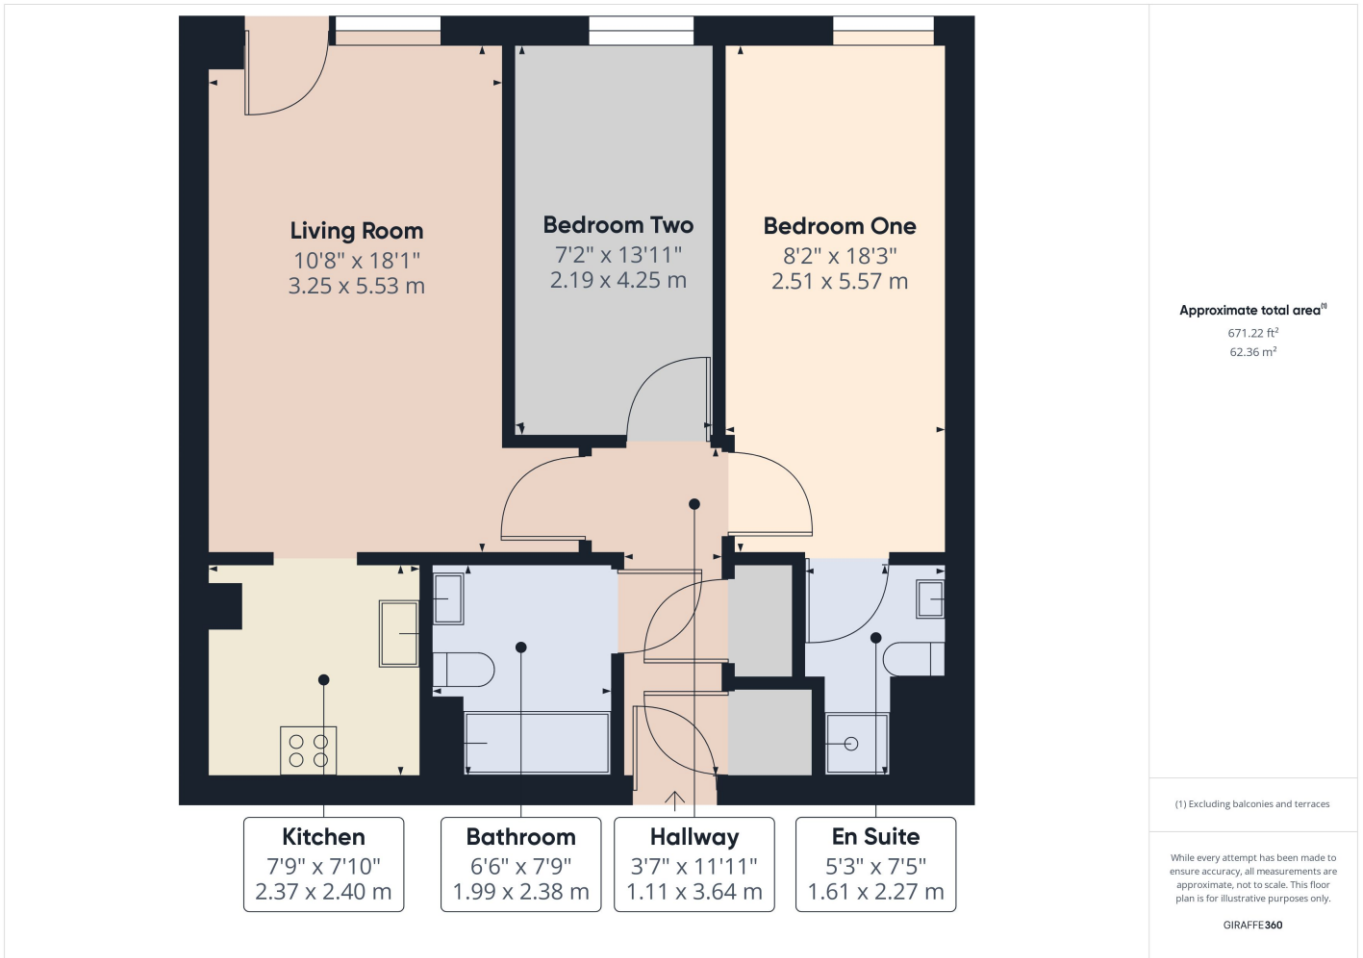 Living Room
10'8" x 18'1"
3.25 x 5.53 m
Bedroom Two
7'2" x 13'11"
2.19 x 4.25 m
Bedroom One
8'2" x 18'3"
2.51 x 5.57 m
Kitchen
7'9" x 7'10"
2.37 x 2.40 m
Bathroom
6'6" x 7'9"
1.99 x 2.38 m
Hallway
3'7" x 11'11"
1.11 x 3.64 m
En Suite
5'3" x 7'5"
1.61 x 2.27 m
Approximate total area(1)
671.22 ft²
62.36 m²
(1) Excluding balconies and terraces
While every attempt has been made to
ensure accuracy, all measurements are
approximate, not to scale. This floor
plan is for illustrative purposes only.
GIRAFFE360